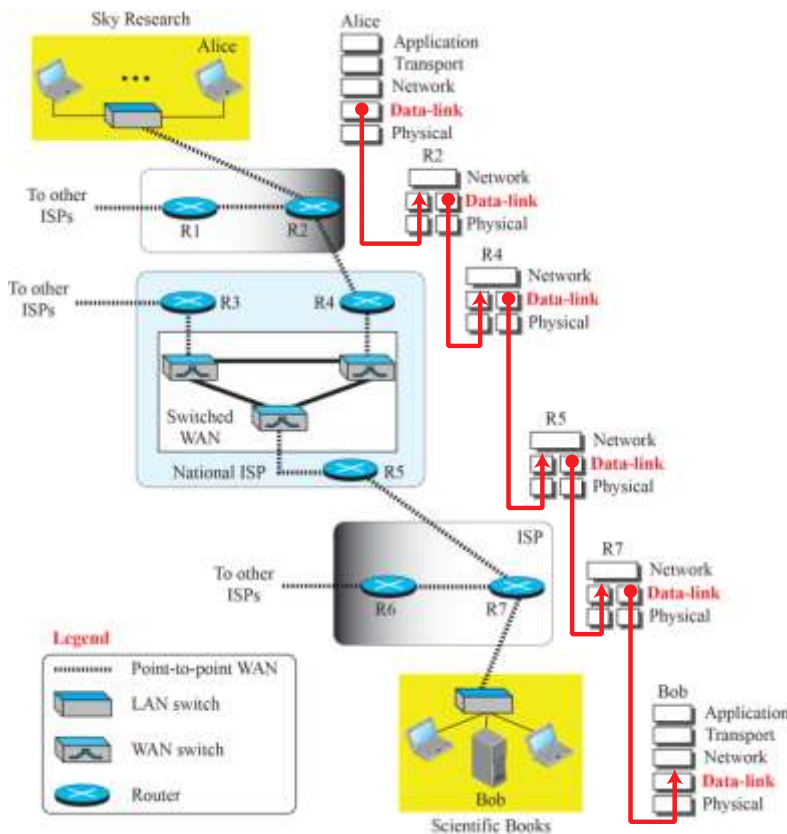 Sky Research
Alice
Alice
Application
Transport
Network
Data-link
Physical
R2
Network
Data-link
Physical
To other
ISPs
R1
R2
R4
Network
Data-link
Physical
To other
ISPs
R3
R4
Switched
WAN
National ISP
R5
R5
Network
Data-link
Physical
ISP
To other
ISPs
R6
R7
R7
Network
Data-link
Physical
Legend
Point-to-point WAN
LAN switch
WAN switch
Router
Bob
Scientific Books
Bob
Application
Transport
Network
Data-link
Physical